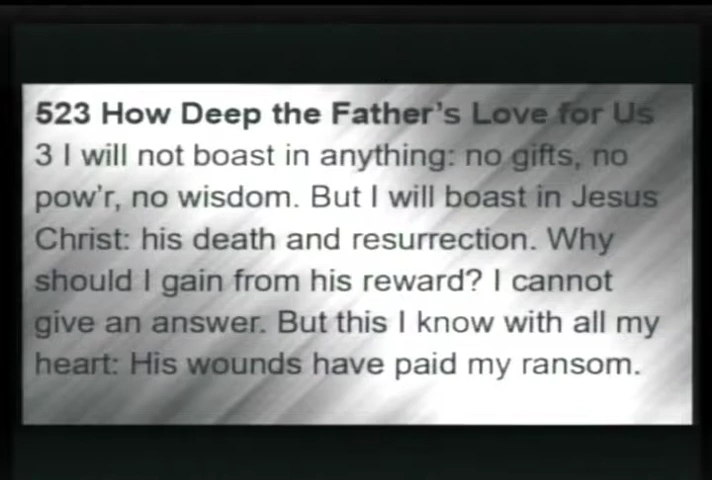 523 How Deep the Father's Love for Us
3 I will not boast in anything: no gifts, no
pow'r, no wisdom. But I will boast in Jesus
Christ: his death and resurrection. Why
should I gain from his reward? I cannot
give an answer. But this I know with all my
heart: His wounds have paid my ransom.